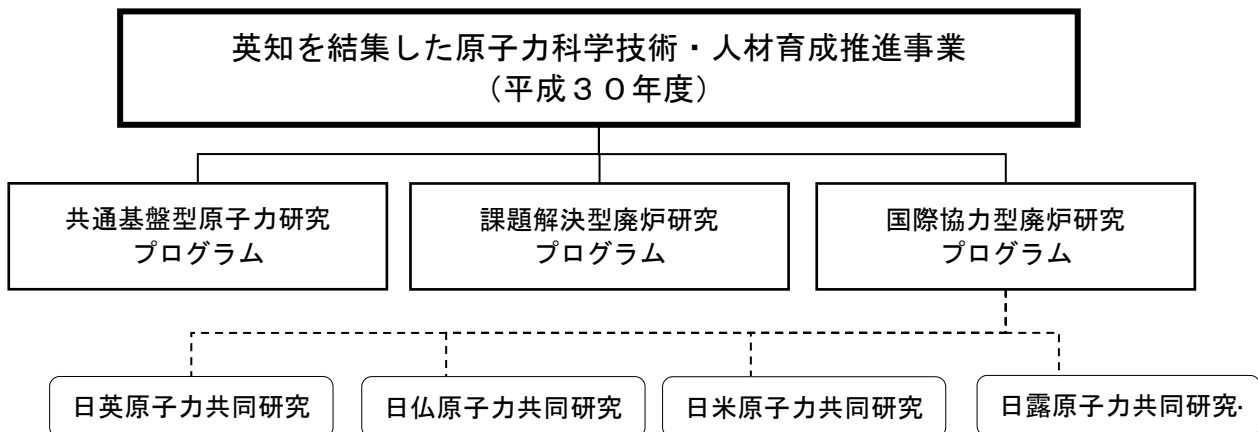 英知を結集した原子力科学技術・人材育成推進事業
（平成３０年度）
共通基盤型原子力研究
プログラム
課題解決型廃炉研究
プログラム
国際協力型廃炉研究
プログラム
日英原子力共同研究
日仏原子力共同研究
日米原子力共同研究
日露原子力共同研究·